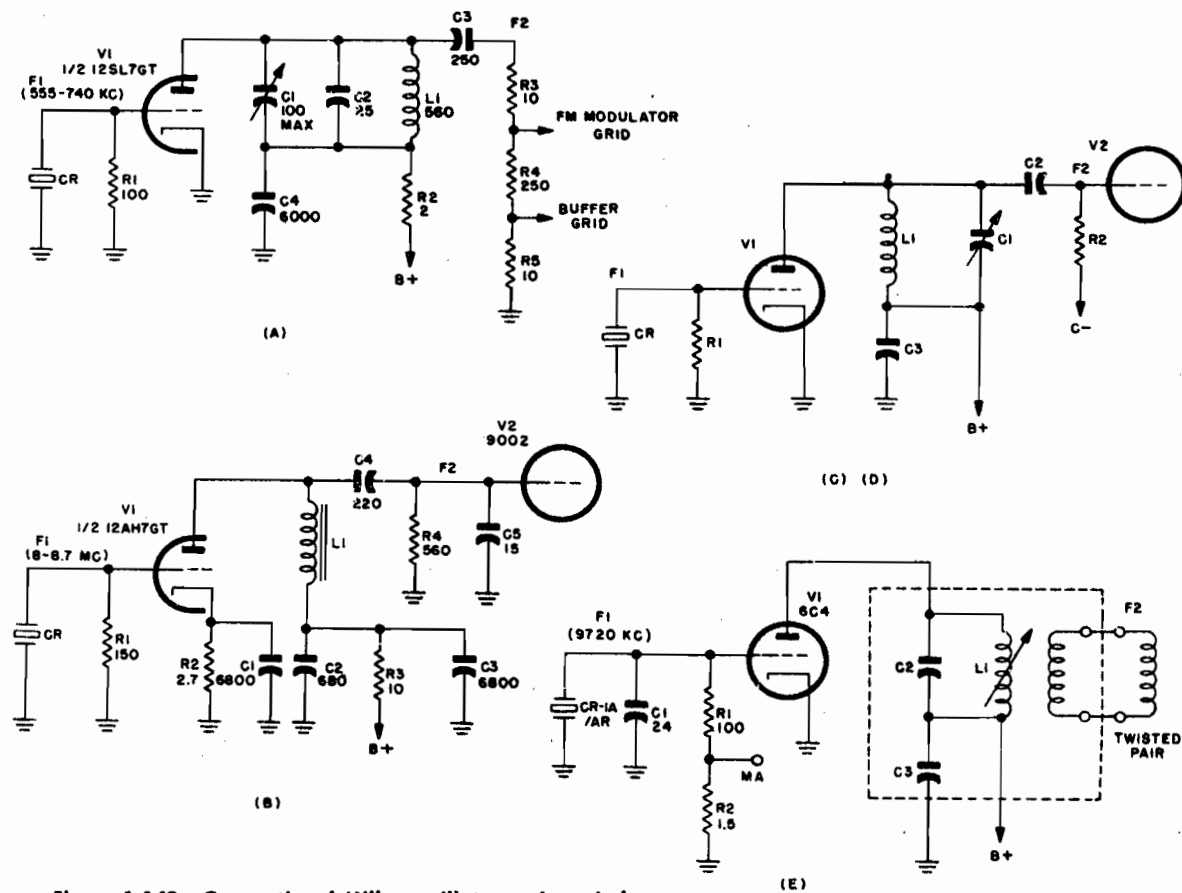 V1
1/2 12SL7GT
F1
(555-740 KC)
CR
R1
100
C1
100
MAX
C2
25
L1
560
C3
250
F2
R3
10
FM MODULATOR
GRID
R4
250
BUFFER
GRID
R5
10
C4
6000
R2
2
B+
(A)
V1
F1
CR
R1
L1
C1
C2
F2
V2
R2
C-
C3
B+
(C) (D)
V1
1/2 12AH7GT
F1
(8-8.7 MC)
CR
R1
150
R2
2.7
C1
6800
L1
C2
680
R3
10
C3
6800
B+
C4
220
F2
R4
560
C5
15
V2
9002
(B)
V1
6C4
F1
(9720 KC)
CR-1A
/AR
C1
24
R1
100
MA
R2
1.5
C2
L1
C3
B+
F2
TWISTED
PAIR
(E)